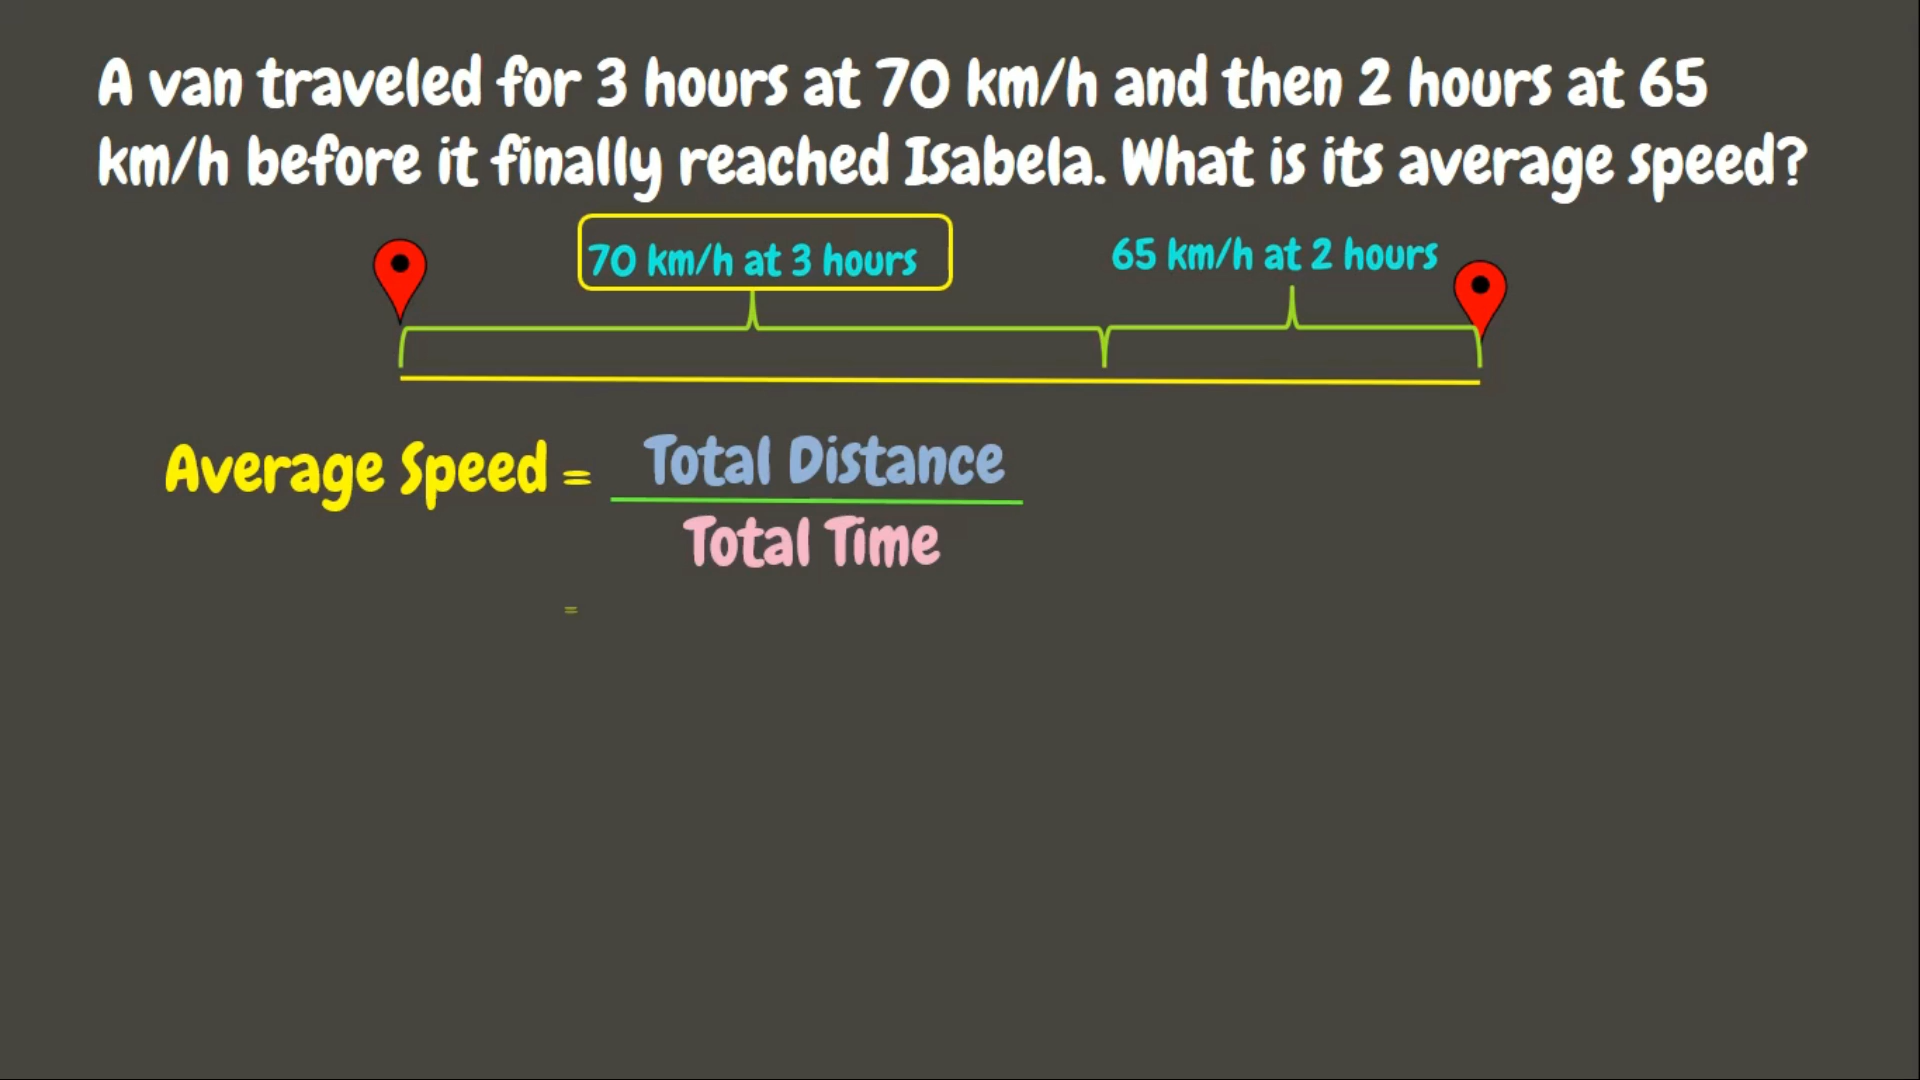 A van traveled for 3 hours at 70 km/h and then 2 hours at 65
km/h before it finally reached Isabela. What is its average speed?
70 km/h at 3 hours
65 km/h at 2 hours
Average Speed = Total Distance
Total Time
=